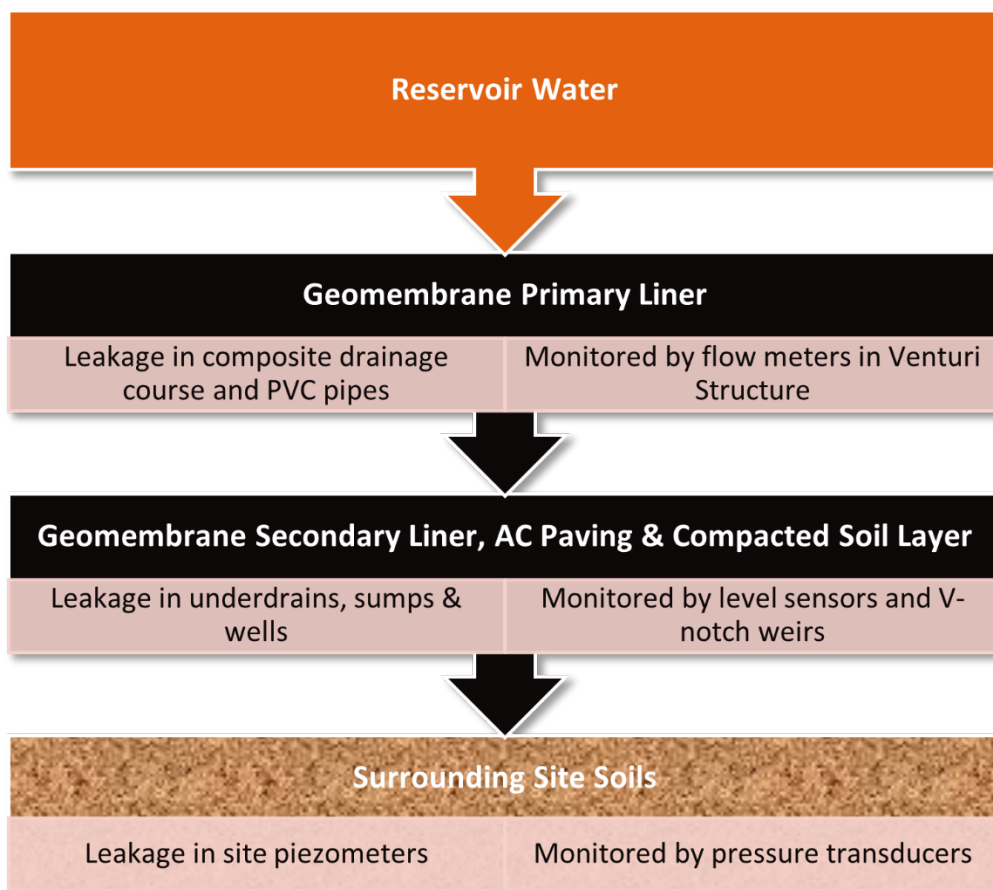 Reservoir Water
Geomembrane Primary Liner
Leakage in composite drainage
course and PVC pipes
Monitored by flow meters in Venturi
Structure
Geomembrane Secondary Liner, AC Paving & Compacted Soil Layer
Leakage in underdrains, sumps &
wells
Monitored by level sensors and V-
notch weirs
Surrounding Site Soils
Leakage in site piezometers
Monitored by pressure transducers